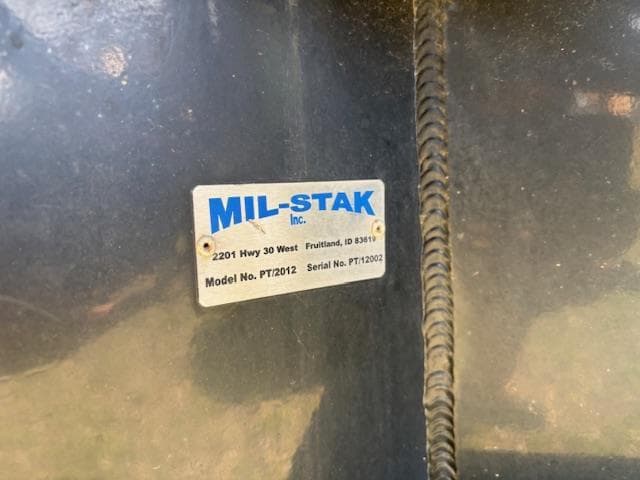 MIL-STAK
Inc.
2201 Hwy 30 West Fruitland, ID 83619
Model No. PT/2012 Serial No. PT/12002